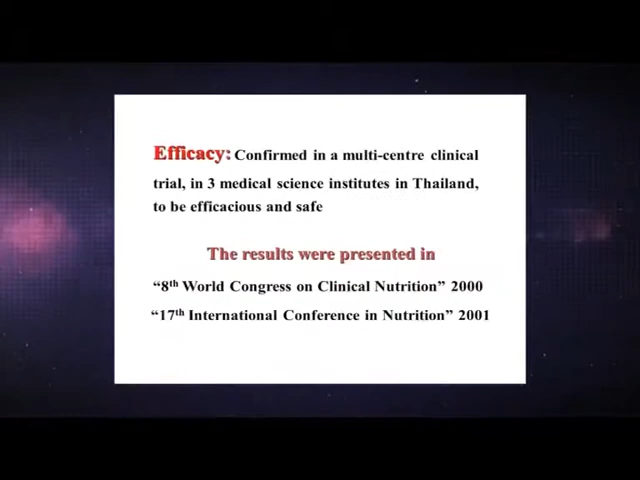 Efficacy: Confirmed in a multi-centre clinical
trial, in 3 medical science institutes in Thailand,
to be efficacious and safe
The results were presented in
“8th World Congress on Clinical Nutrition” 2000
“17th International Conference in Nutrition” 2001